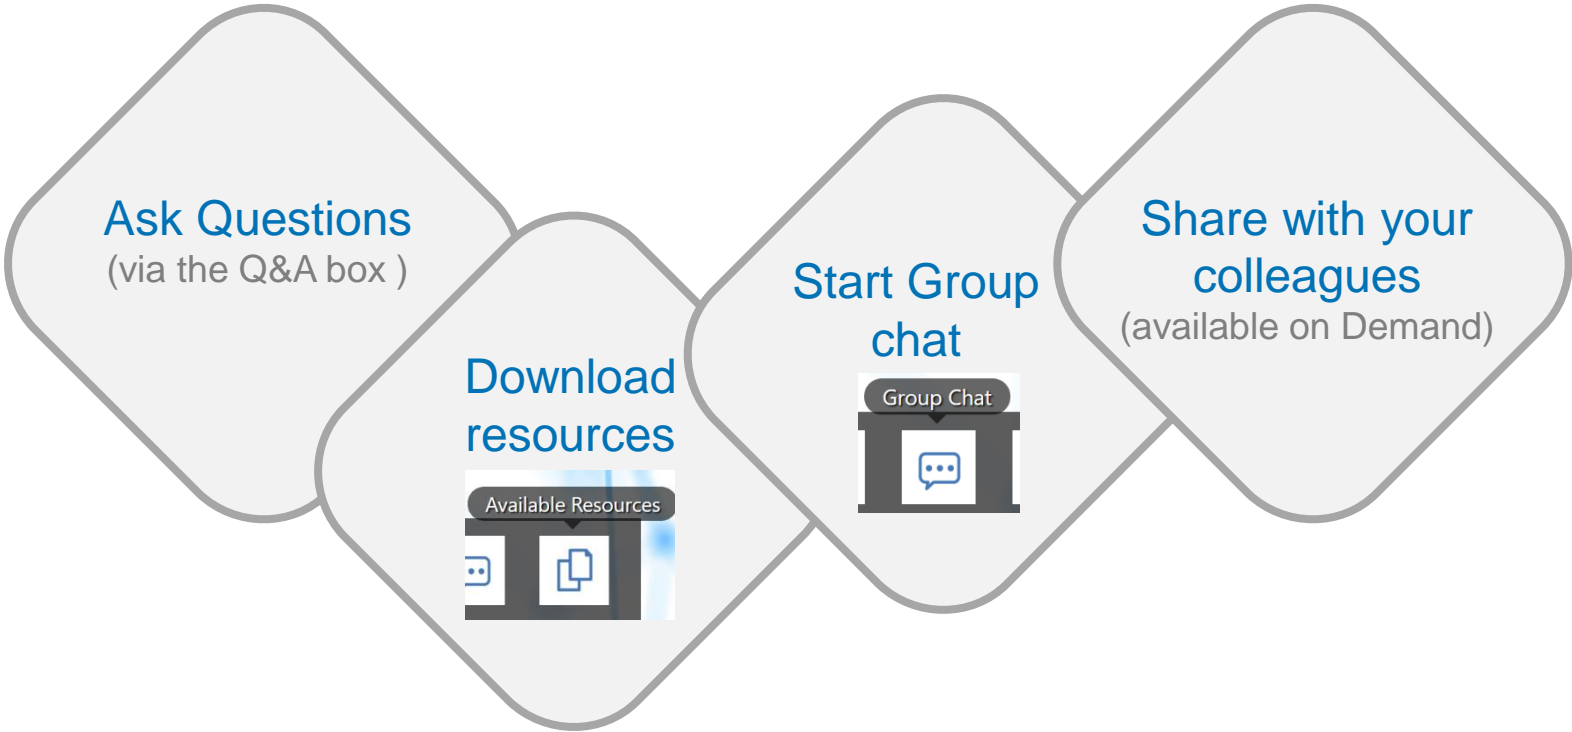 Ask Questions
(via the Q&A box )
Download
resources
Available Resources
Start Group
chat
Group Chat
Share with your
colleagues
(available on Demand)